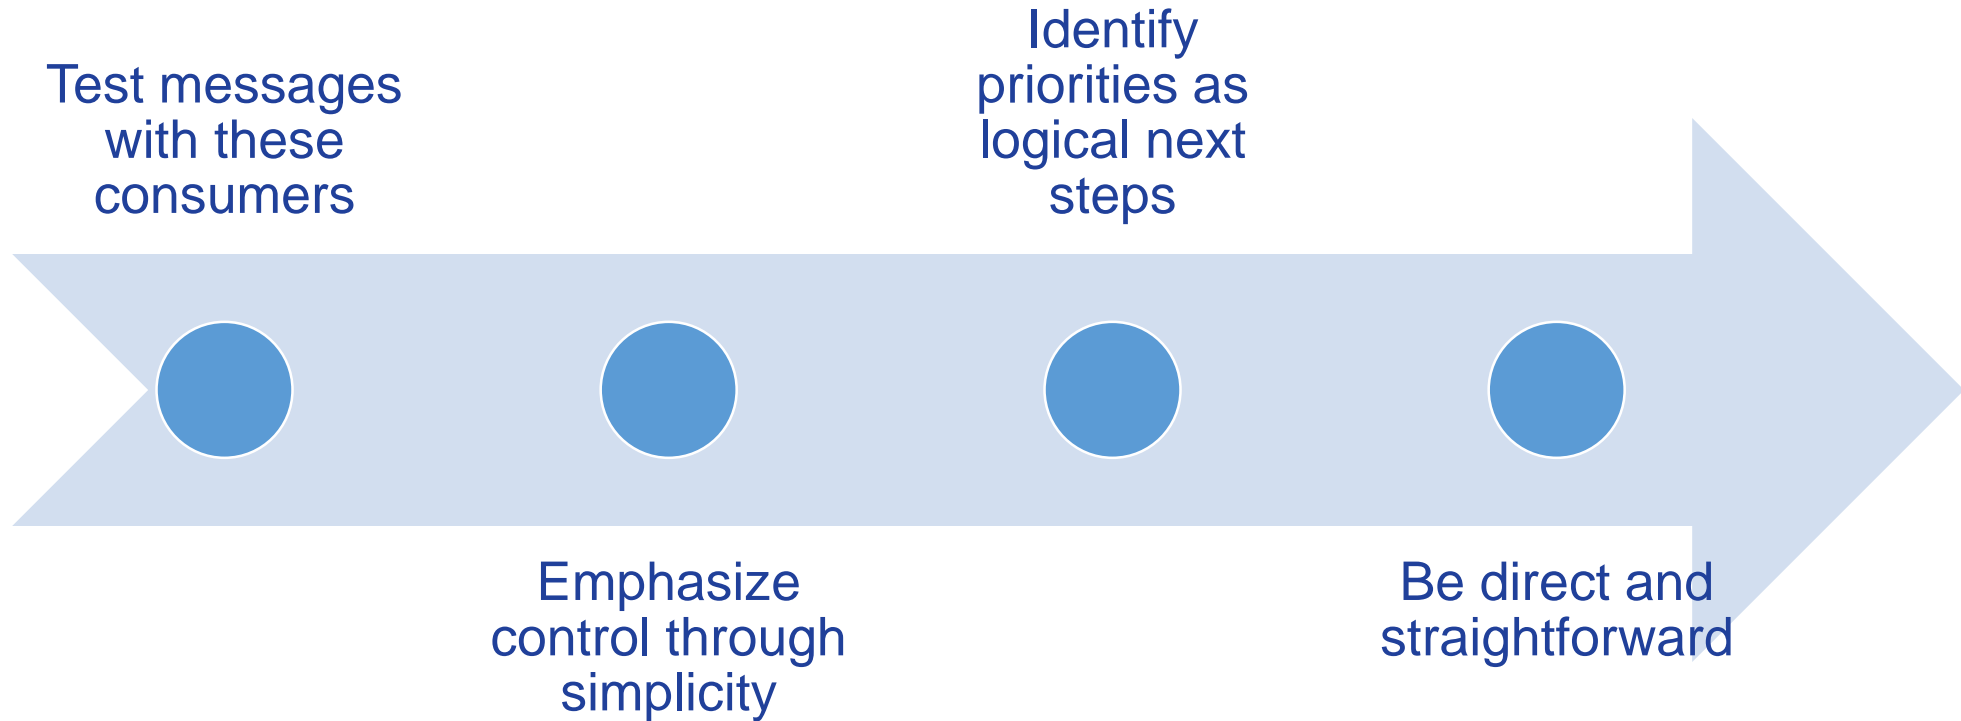 Test messages
with these
consumers
Emphasize
control through
simplicity
Identify
priorities as
logical next
steps
Be direct and
straightforward